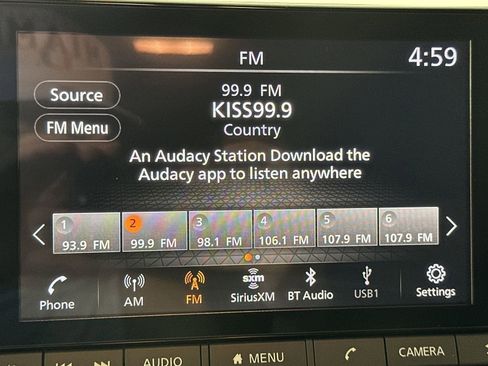 FM
4:59
Source
99.9 FM
KISS99.9
FM Menu
Country
An Audacy Station Download the
Audacy app to listen anywhere
1 2 3 4 5 6
93.9 FM 99.9 FM 98.1 FM 106.1 FM 107.9 FM 107.9 FM
sxm
Phone AM FM SiriusXM BT Audio USB1 Settings
AUDIO MENU CAMERA